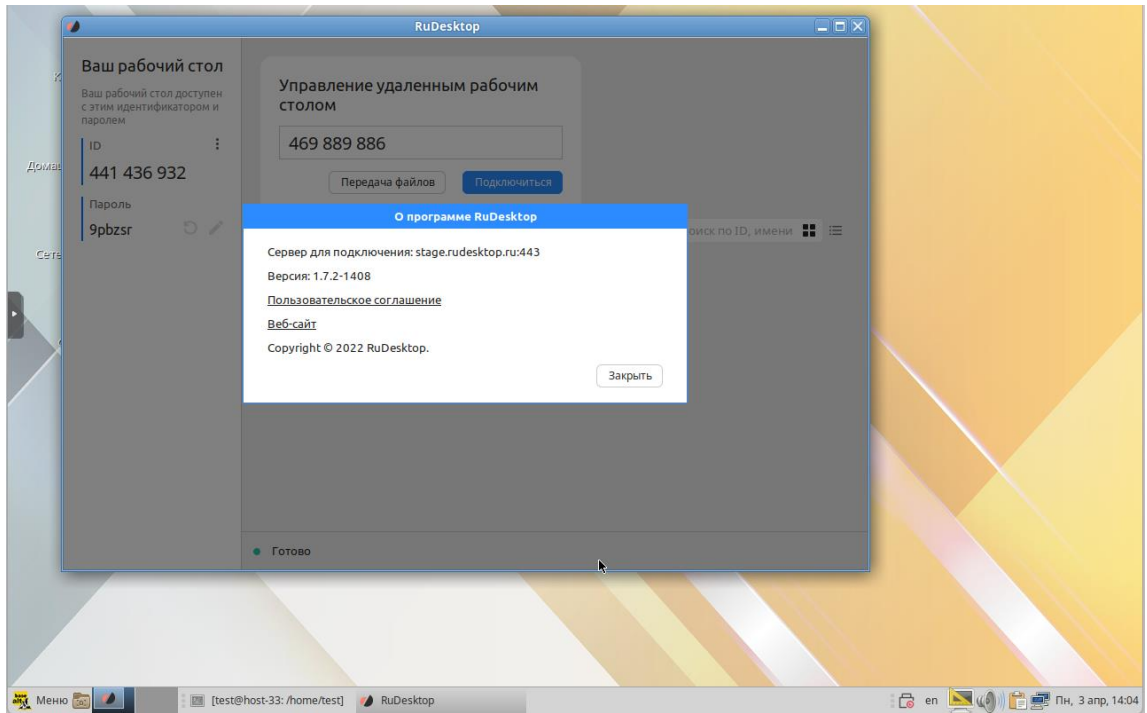 RuDesktop
Ваш рабочий стол
Ваш рабочий стол доступен
с этим идентификатором и
паролем
ID
441 436 932
Пароль
9pbzsr
Управление удаленным рабочим
столом
469 889 886
Передача файлов
Подключиться
по ID, имени
О программе RuDesktop
Сервер для подключения: stage.rudesktop.ru:443
Версия: 1.7.2-1408
Пользовательское соглашение
Веб-сайт
Copyright © 2022 RuDesktop.
Закрыть
Готово
Меню
[test@host-33: /home/test]
RuDesktop
en
Пн, 3 апр, 14:04